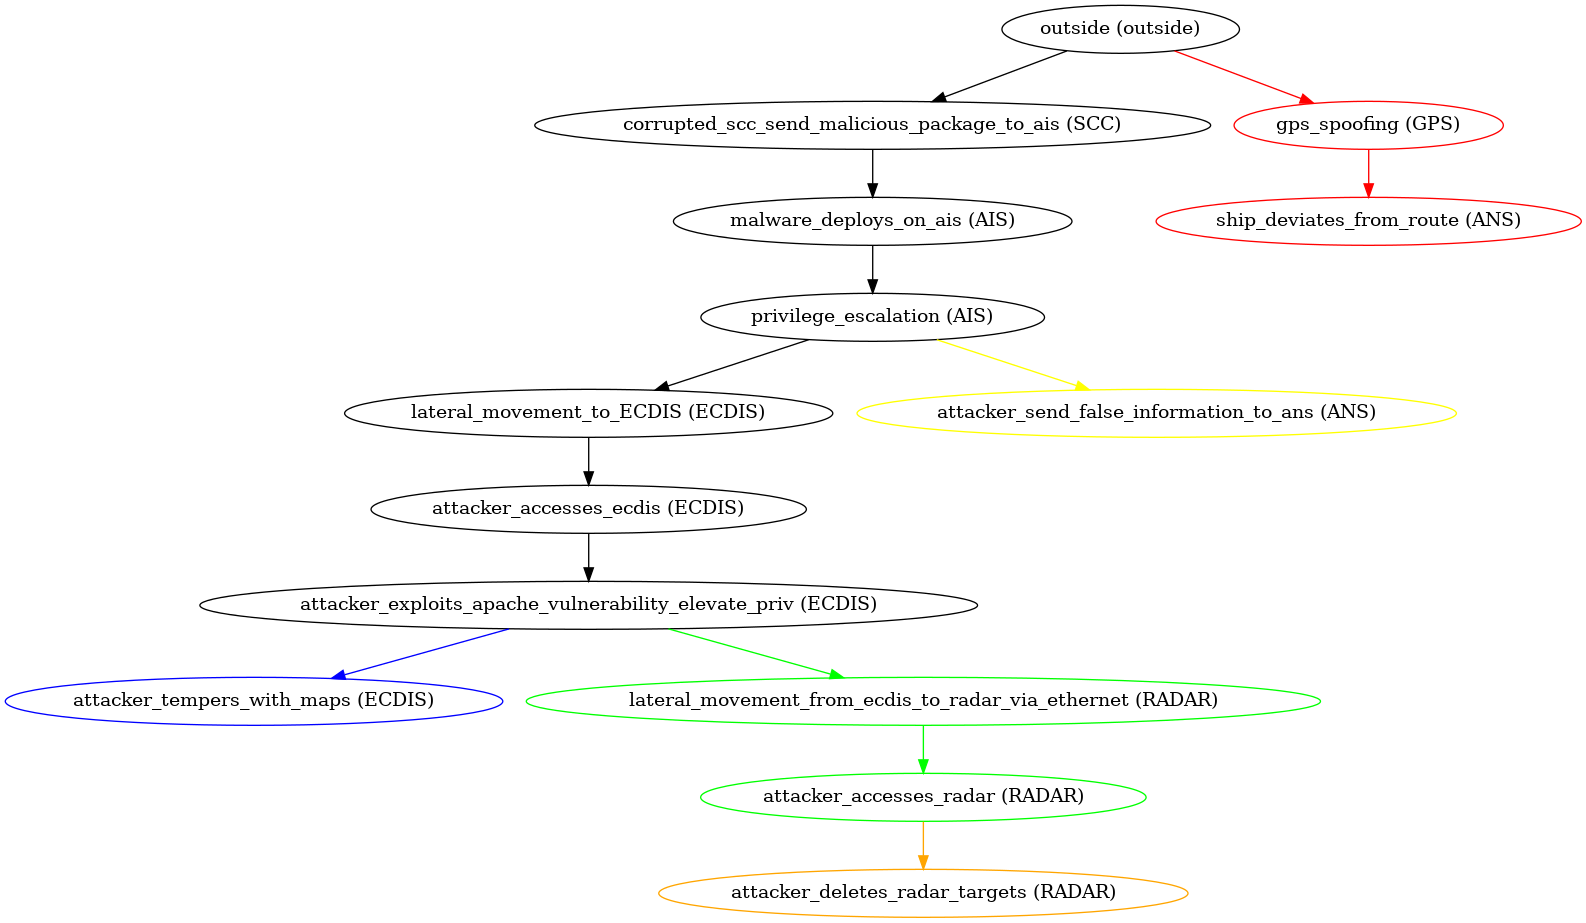 outside (outside)
corrupted_scc_send_malicious_package_to_ais (SCC)
gps_spoofing (GPS)
malware_deploys_on_ais (AIS)
ship_deviates_from_route (ANS)
privilege_escalation (AIS)
lateral_movement_to_ECDIS (ECDIS)
attacker_send_false_information_to_ans (ANS)
attacker_accesses_ecdis (ECDIS)
attacker_exploits_apache_vulnerability_elevate_priv (ECDIS)
attacker_tempers_with_maps (ECDIS)
lateral_movement_from_ecdis_to_radar_via_ethernet (RADAR)
attacker_accesses_radar (RADAR)
attacker_deletes_radar_targets (RADAR)